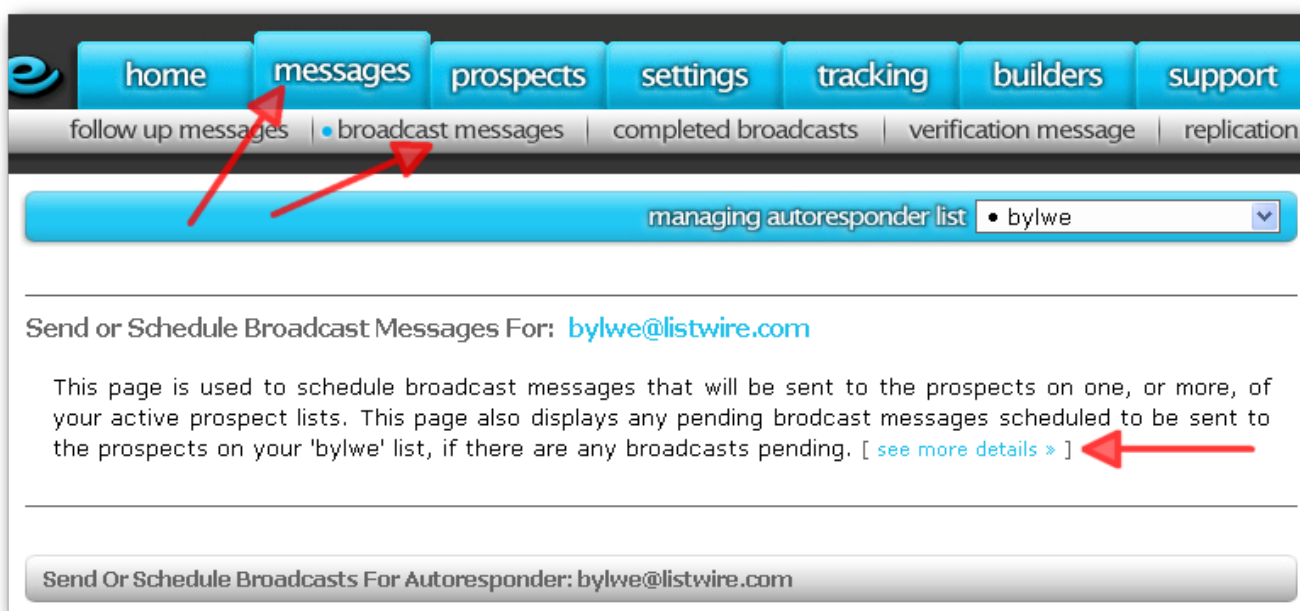 e home messages prospects settings tracking builders support
follow up messages | • broadcast messages | completed broadcasts | verification message | replication
managing autoresponder list • bylwe
Send or Schedule Broadcast Messages For: bylwe@listwire.com
This page is used to schedule broadcast messages that will be sent to the prospects on one, or more, of
your active prospect lists. This page also displays any pending brodcast messages scheduled to be sent to
the prospects on your 'bylwe' list, if there are any broadcasts pending. [ see more details » ]
Send Or Schedule Broadcasts For Autoresponder: bylwe@listwire.com